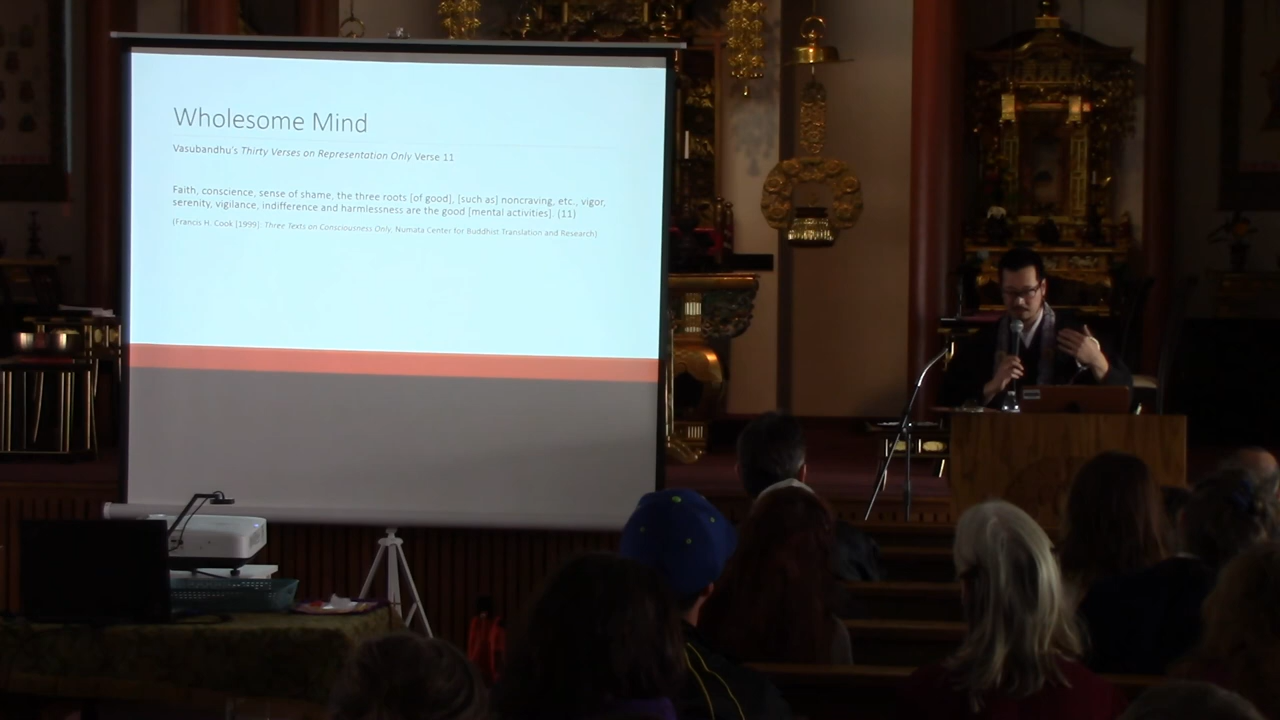 Wholesome Mind
Vasubandhu's Thirty Verses on Representation Only Verse 11
Faith, conscience, sense of shame, the three roots [of good], [such as] noncraving, etc., vigor,
serenity, vigilance, indifference and harmlessness are the good [mental activities]. (11)
(Francis H. Cook [1999]: Three Texts on Consciousness Only, Numata Center for Buddhist Translation and Research)